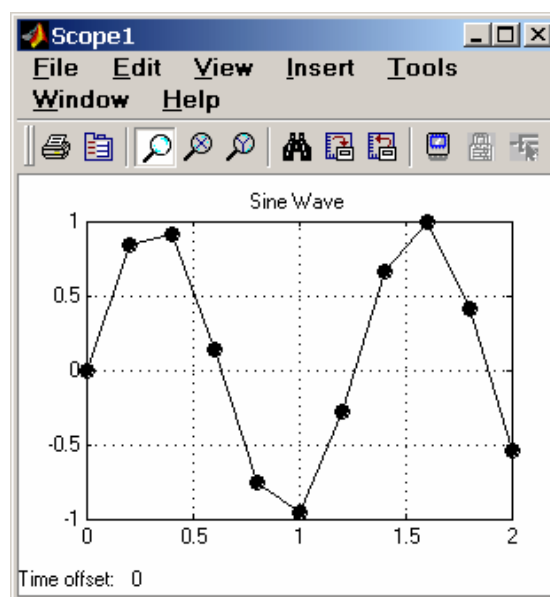 Scope1
File Edit View Insert Tools
Window Help
Sine Wave
1
0.5
0
-0.5
-1
0 0.5 1 1.5 2
Time offset: 0